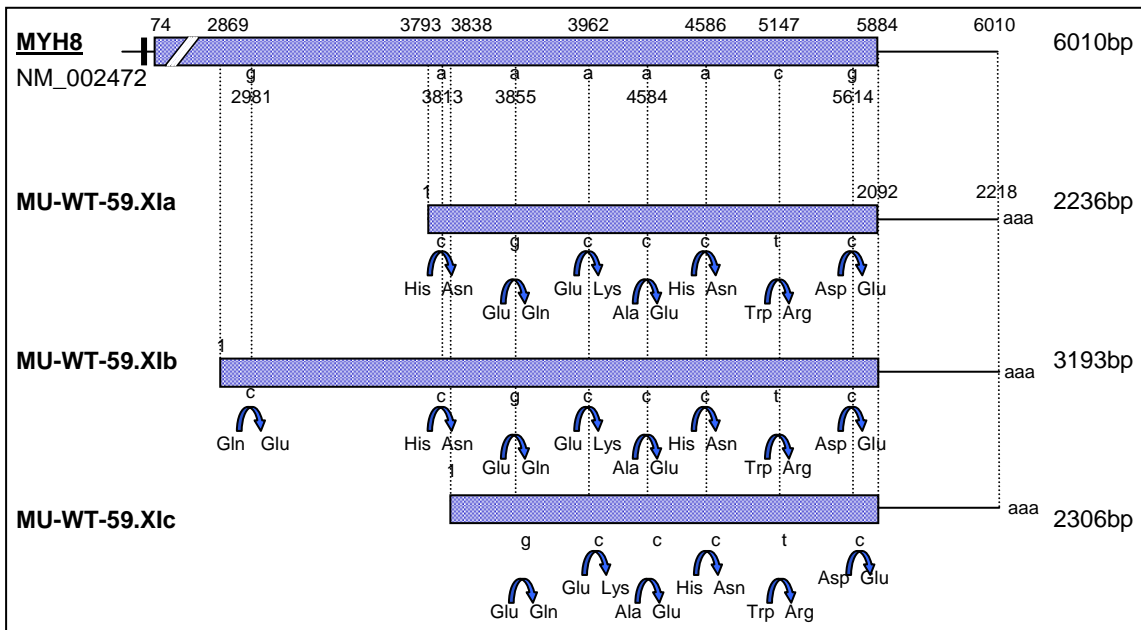 74 2869 3793 3838 3962 4586 5147 5884 6010
MYH8 6010bp
NM_002472 g a a a a a c g
2981 3813 3855 4584 5614
MU-WT-59.XIa 1 2092 2218 2236bp
aaa
c g c c c t c
His Asn Glu Lys His Asn Asp Glu
Glu Gln Ala Glu Trp Arg
1
MU-WT-59.XIb aaa 3193bp
c c g c c c t c
Gln Glu His Asn Glu Lys His Asn Asp Glu
Glu Gln Ala Glu Trp Arg
1
MU-WT-59.XIc aaa 2306bp
g c c c t c
Glu Lys His Asn Asp Glu
Glu Gln Ala Glu Trp Arg